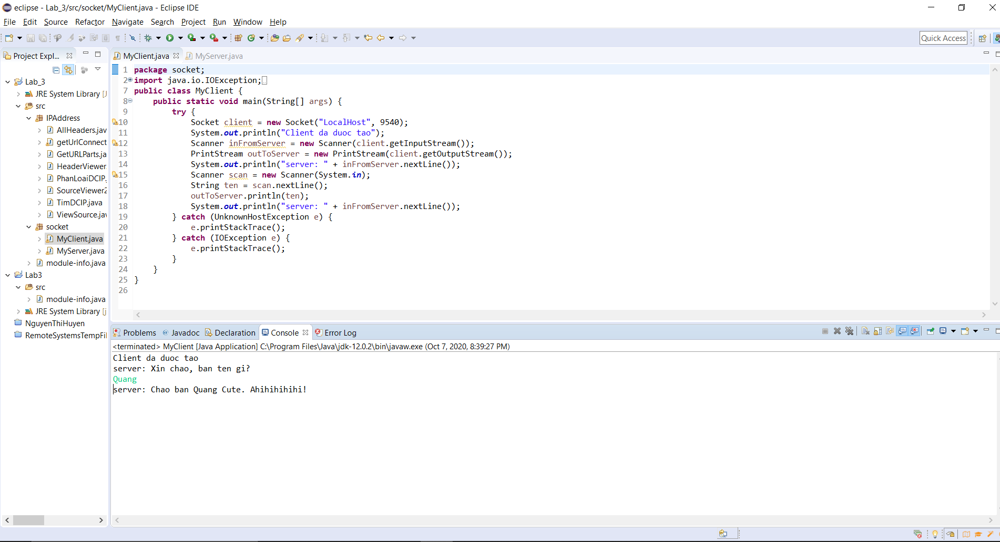 eclipse - Lab_3/src/socket/MyClient.java - Eclipse IDE
File Edit Source Refactor Navigate Search Project Run Window Help
Quick Access
Project Expl...
MyClient.java
MyServer.java
Lab_3
JRE System Library [J
src
IPAddress
AllHeaders.jav
getUrlConnect
GetURLParts.ja
HeaderViewer
PhanLoaiDCIP.
SourceViewer2
TimDCIP.java
ViewSource.jav
socket
MyClient.java
MyServer.java
module-info.java
Lab3
src
module-info.java
JRE System Library [j
NguyenThiHuyen
RemoteSystemsTempFil
1 package socket;
2 import java.io.IOException;
7 public class MyClient {
8 public static void main(String[] args) {
9 try {
10 Socket client = new Socket("LocalHost", 9540);
11 System.out.println("Client da duoc tao");
12 Scanner inFromServer = new Scanner(client.getInputStream());
13 PrintStream outToServer = new PrintStream(client.getOutputStream());
14 System.out.println("server: " + inFromServer.nextLine());
15 Scanner scan = new Scanner(System.in);
16 String ten = scan.nextLine();
17 outToServer.println(ten);
18 System.out.println("server: " + inFromServer.nextLine());
19 } catch (UnknownHostException e) {
20 e.printStackTrace();
21 } catch (IOException e) {
22 e.printStackTrace();
23 }
24 }
25 }
26
Problems @ Javadoc Declaration Console Error Log
<terminated> MyClient [Java Application] C:\Program Files\Java\jdk-12.0.2\bin\javaw.exe (Oct 7, 2020, 8:39:27 PM)
Client da duoc tao
server: Xin chao, ban ten gi?
Quang
server: Chao ban Quang Cute. Ahihihihihi!